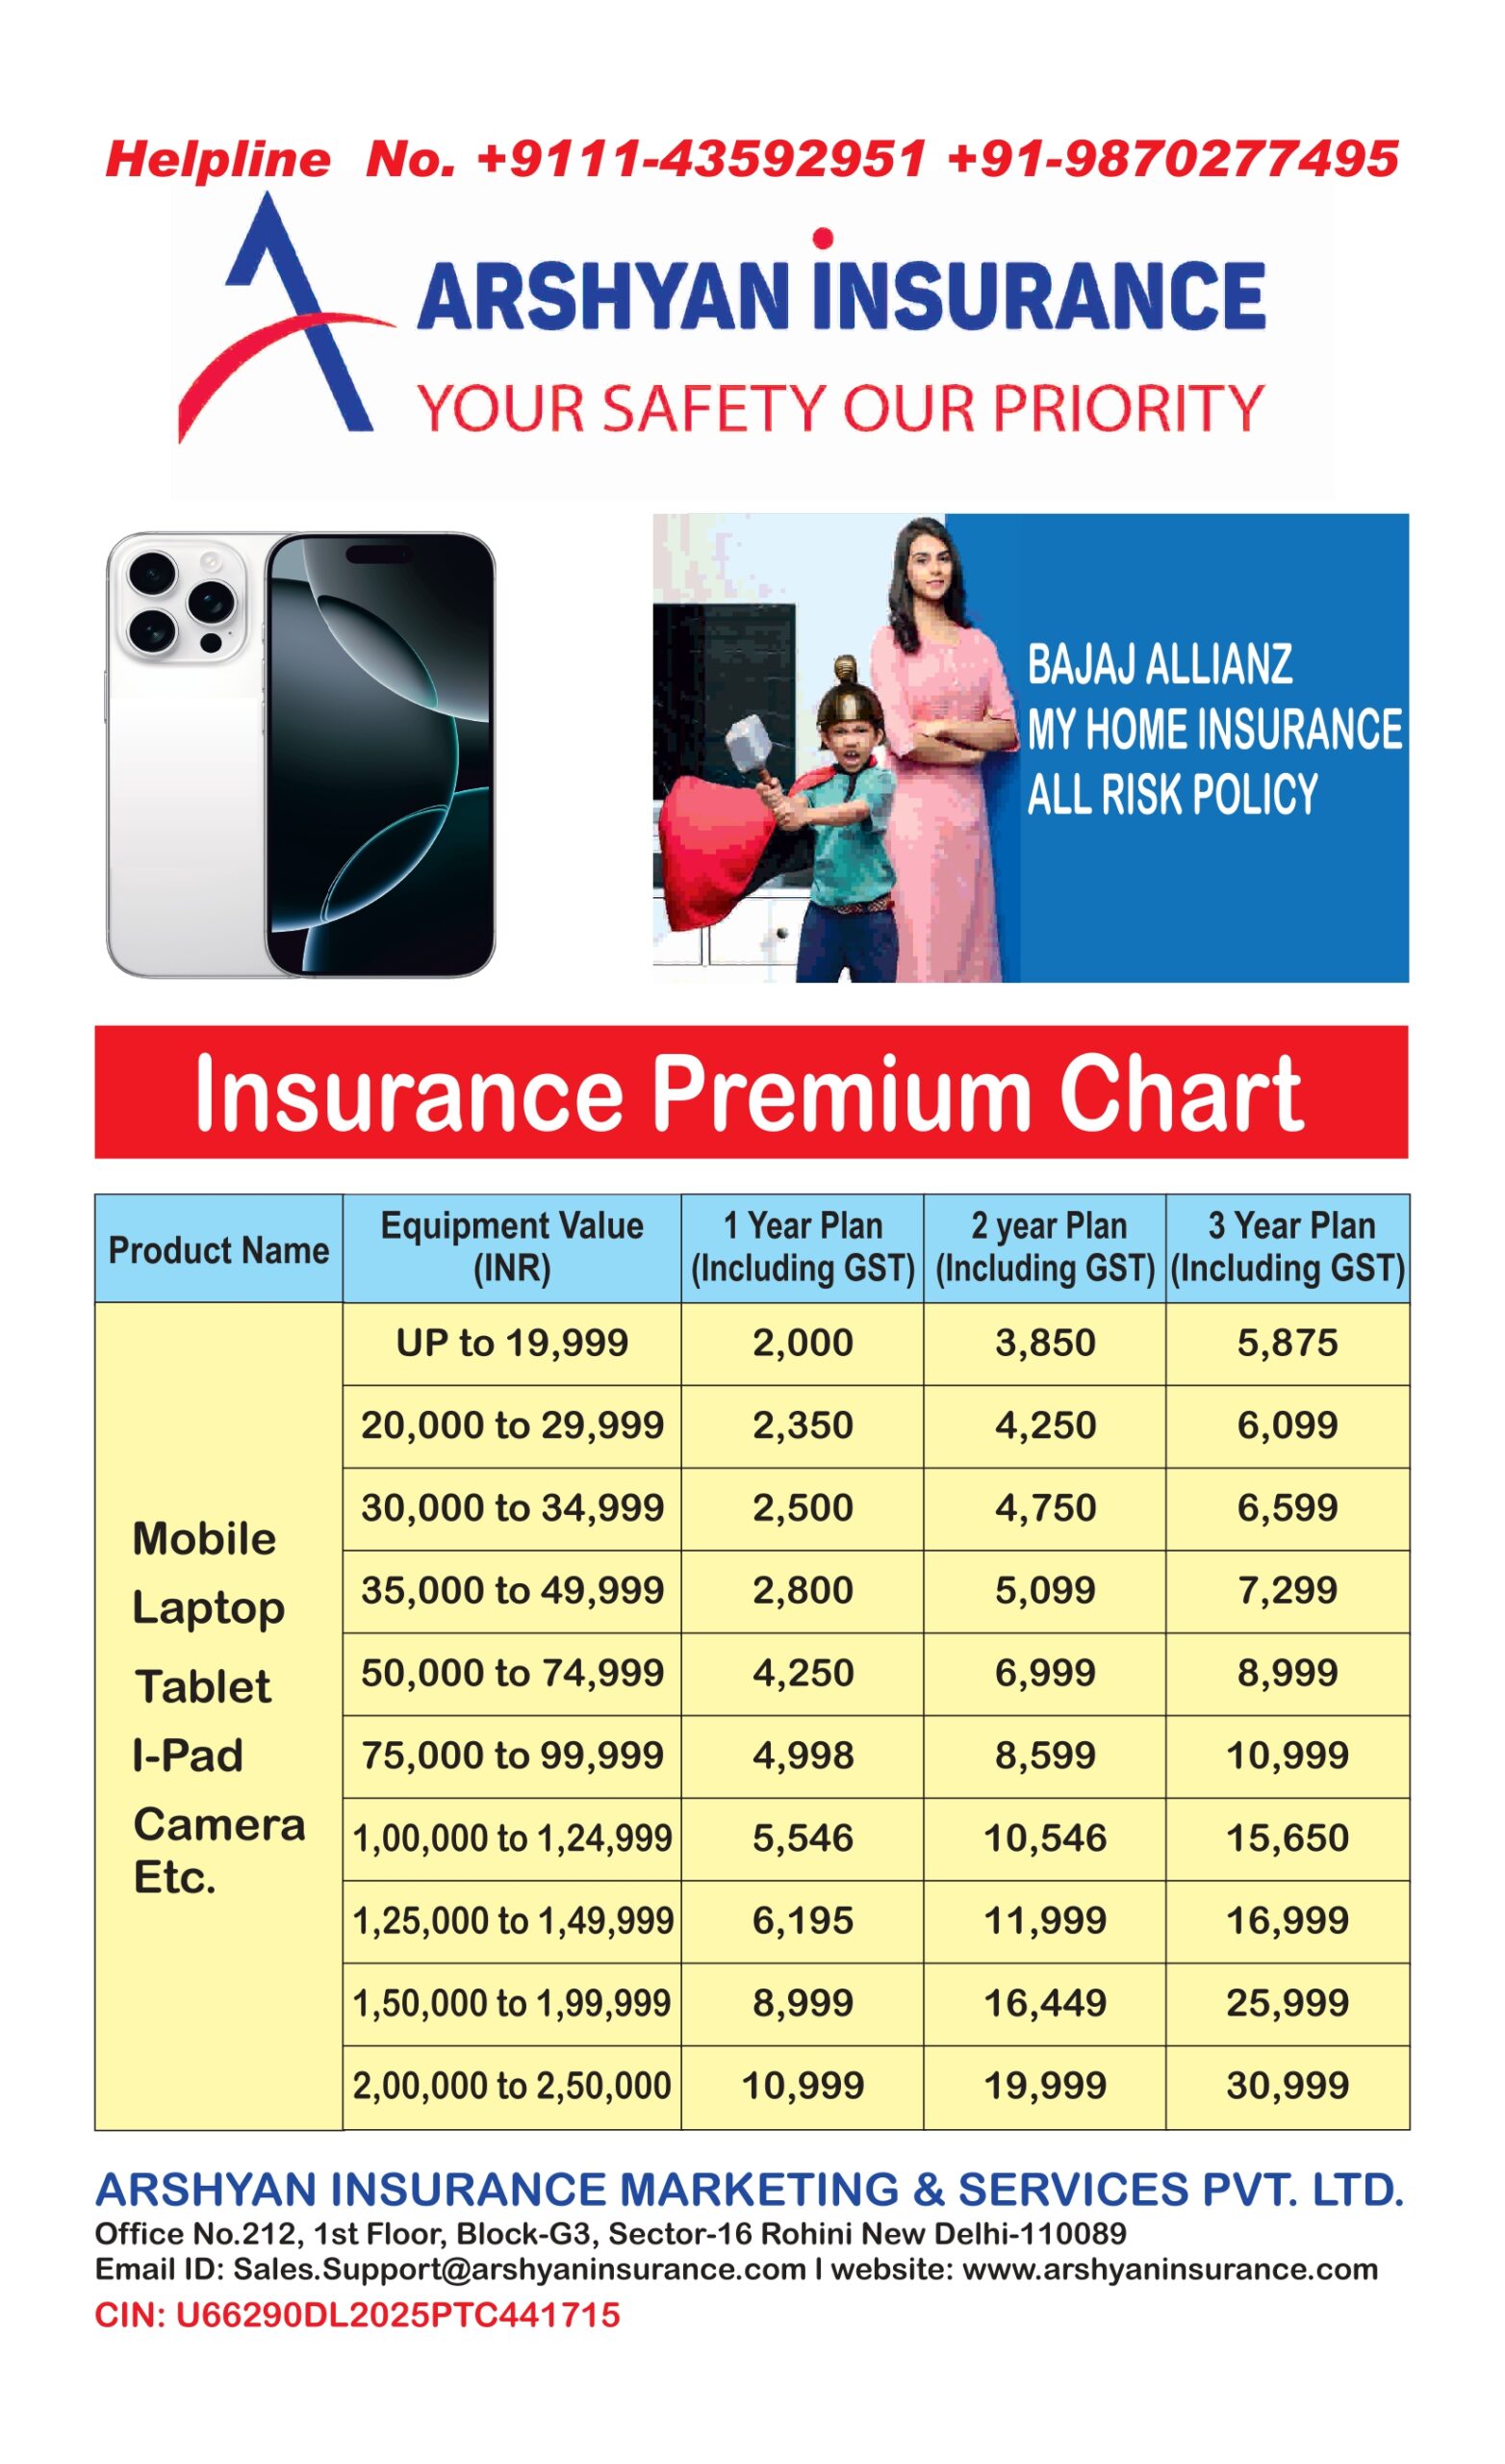 Helpline No. +9111-43592951 +91-9870277495
ARSHYAN INSURANCE
YOUR SAFETY OUR PRIORITY
BAJAJ ALLIANZ
MY HOME INSURANCE
ALL RISK POLICY
Insurance Premium Chart
Product Name | Equipment Value (INR) | 1 Year Plan (Including GST) | 2 year Plan (Including GST) | 3 Year Plan (Including GST)
Mobile
Laptop
Tablet
I-Pad
Camera
Etc.
UP to 19,999 | 2,000 | 3,850 | 5,875
20,000 to 29,999 | 2,350 | 4,250 | 6,099
30,000 to 34,999 | 2,500 | 4,750 | 6,599
35,000 to 49,999 | 2,800 | 5,099 | 7,299
50,000 to 74,999 | 4,250 | 6,999 | 8,999
75,000 to 99,999 | 4,998 | 8,599 | 10,999
1,00,000 to 1,24,999 | 5,546 | 10,546 | 15,650
1,25,000 to 1,49,999 | 6,195 | 11,999 | 16,999
1,50,000 to 1,99,999 | 8,999 | 16,449 | 25,999
2,00,000 to 2,50,000 | 10,999 | 19,999 | 30,999
ARSHYAN INSURANCE MARKETING & SERVICES PVT. LTD.
Office No.212, 1st Floor, Block-G3, Sector-16 Rohini New Delhi-110089
Email ID: Sales.Support@arshyaninsurance.com I website: www.arshyaninsurance.com
CIN: U66290DL2025PTC441715